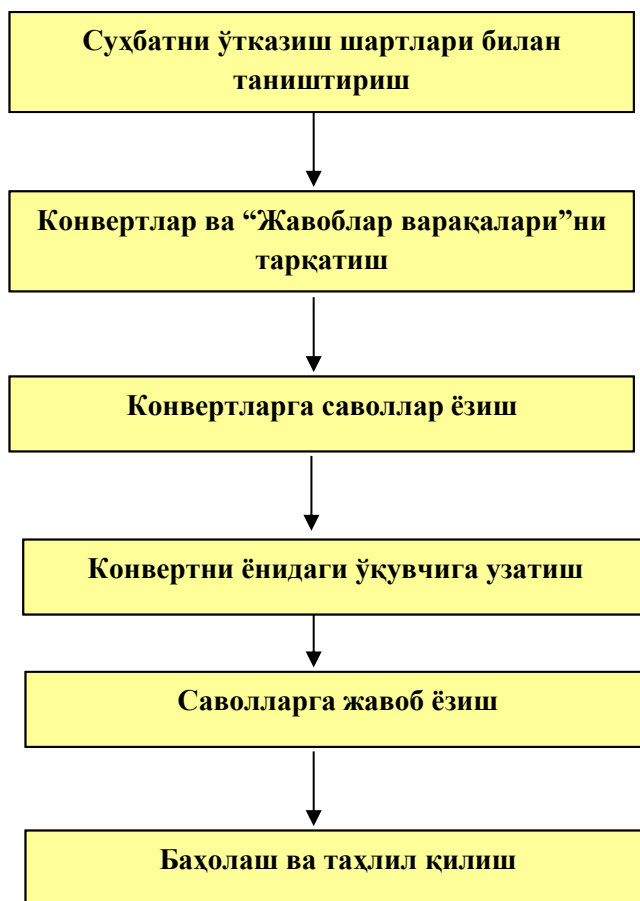 Суҳбатни ўтказиш шартлари билан
таништириш
Конвертлар ва “Жавоблар варақалари”ни
тарқатиш
Конвертларга саволлар ёзиш
Конвертни ёнидаги ўқувчига узатиш
Саволларга жавоб ёзиш
Баҳолаш ва таҳлил қилиш